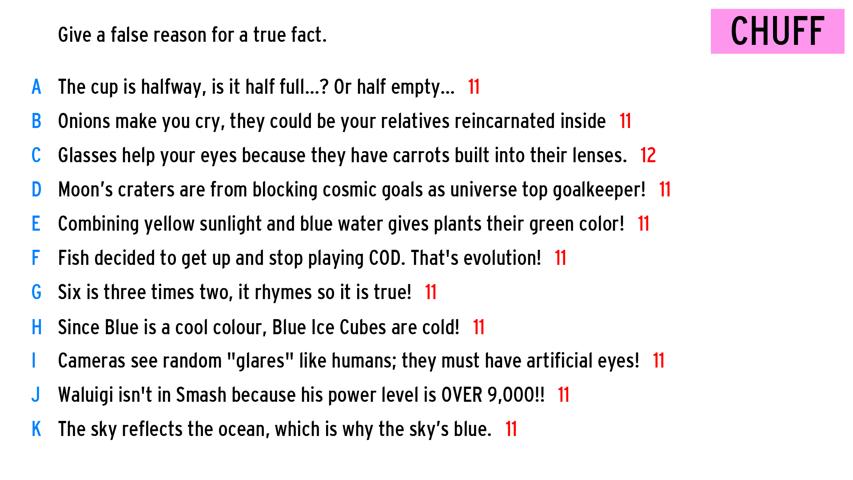 Give a false reason for a true fact.
CHUFF
A The cup is halfway, is it half full...? Or half empty... 11
B Onions make you cry, they could be your relatives reincarnated inside 11
C Glasses help your eyes because they have carrots built into their lenses. 12
D Moon’s craters are from blocking cosmic goals as universe top goalkeeper! 11
E Combining yellow sunlight and blue water gives plants their green color! 11
F Fish decided to get up and stop playing COD. That's evolution! 11
G Six is three times two, it rhymes so it is true! 11
H Since Blue is a cool colour, Blue Ice Cubes are cold! 11
I Cameras see random "glares" like humans; they must have artificial eyes! 11
J Waluigi isn't in Smash because his power level is OVER 9,000!! 11
K The sky reflects the ocean, which is why the sky’s blue. 11